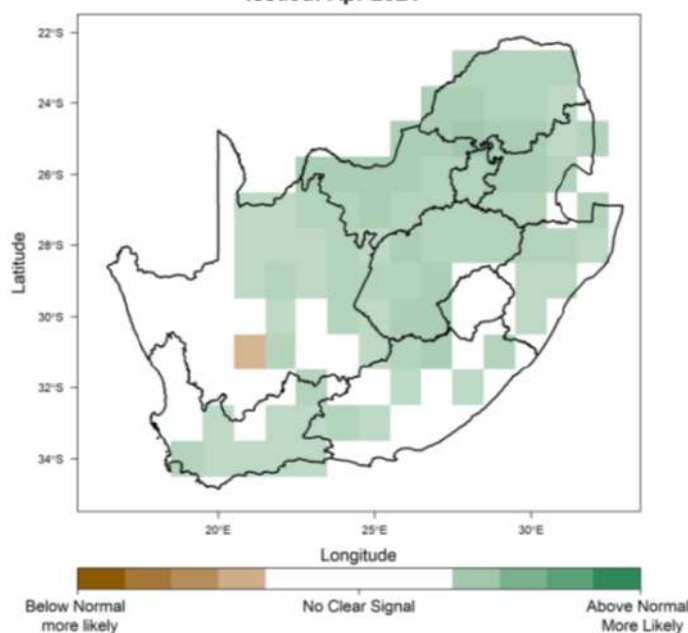 22°S
24°S
26°S
28°S
30°S
32°S
34°S
Latitude
20°E
25°E
30°E
Longitude
Below Normal
more likely
No Clear Signal
Above Normal
More Likely